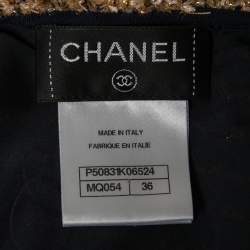 CHANEL
MADE IN ITALY
FABRIQUE EN ITALIE
P50831K06524
MQ054 36